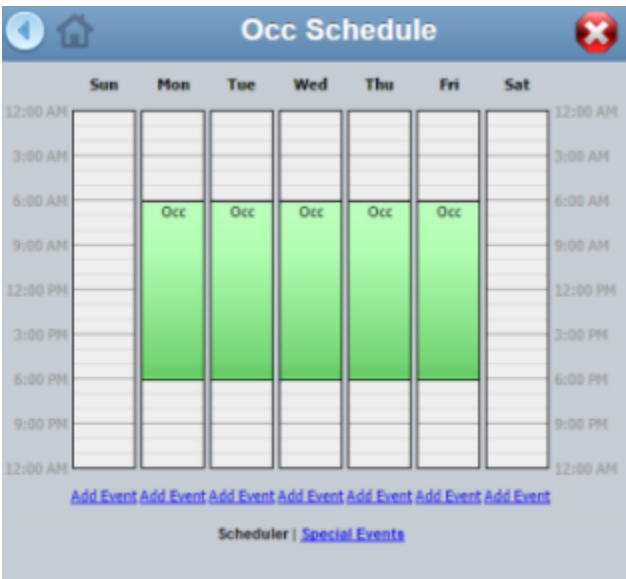 Occ Schedule
Sun Mon Tue Wed Thu Fri Sat
12:00 AM 12:00 AM
3:00 AM 3:00 AM
6:00 AM 6:00 AM
Occ Occ Occ Occ Occ
9:00 AM 9:00 AM
12:00 PM 12:00 PM
3:00 PM 3:00 PM
6:00 PM 6:00 PM
9:00 PM 9:00 PM
12:00 AM 12:00 AM
Add Event Add Event Add Event Add Event Add Event Add Event Add Event
Scheduler | Special Events